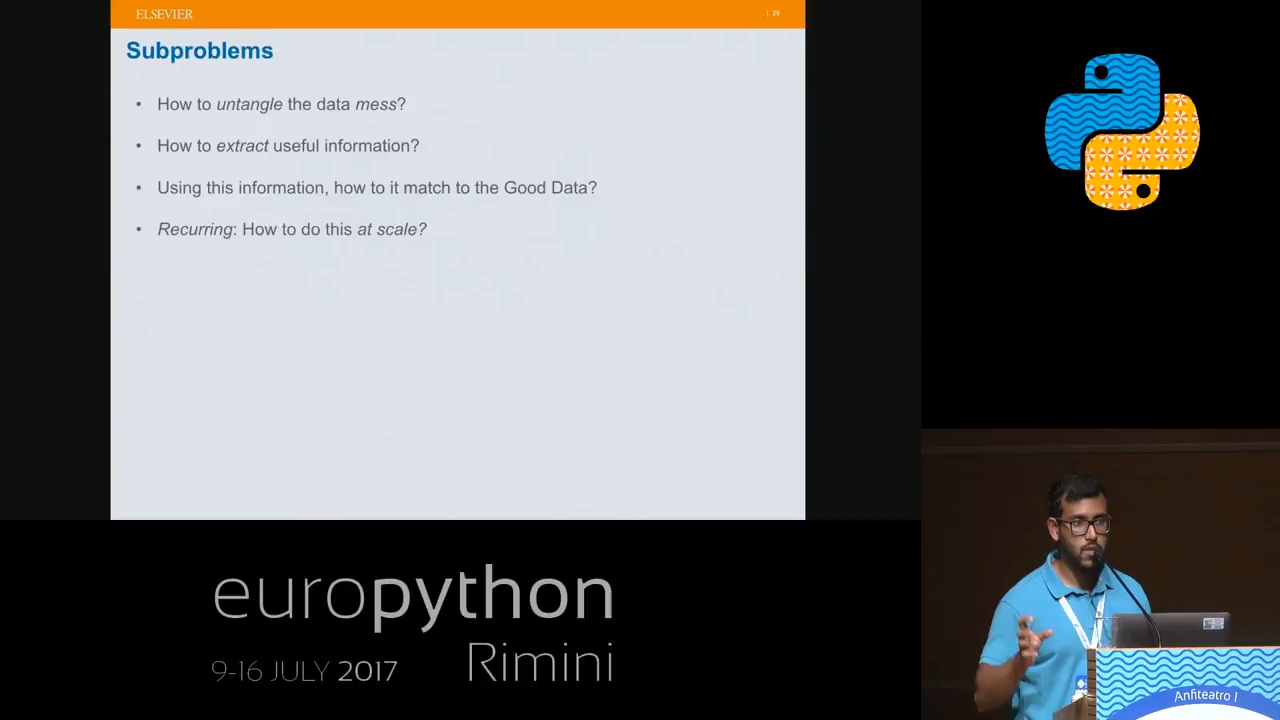 ELSEVIER
| 29
Subproblems
• How to untangle the data mess?
• How to extract useful information?
• Using this information, how to it match to the Good Data?
• Recurring: How to do this at scale?
europython
9-16 JULY 2017
Rimini
Anfiteatro 1